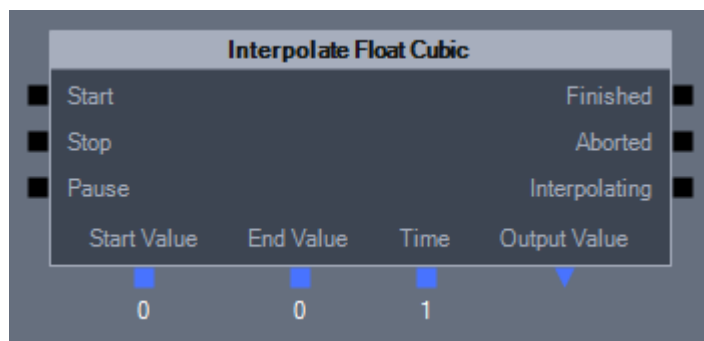 Interpolate Float Cubic
Start Finished
Stop Aborted
Pause Interpolating
Start Value End Value Time Output Value
0 0 1